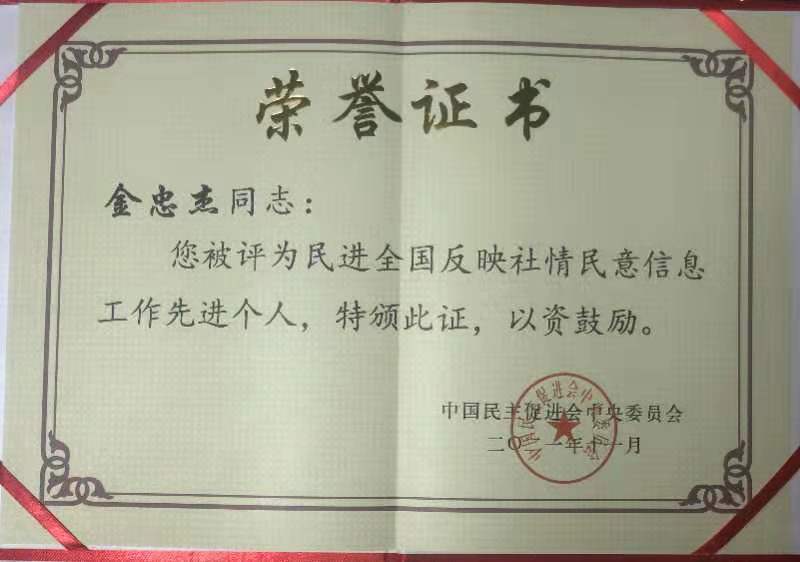 荣誉证书
金忠杰同志：
您被评为民进全国反映社情民意信息
工作先进个人，特颁此证，以资鼓励。
中国民主促进会中央委员会
二〇一一年十一月